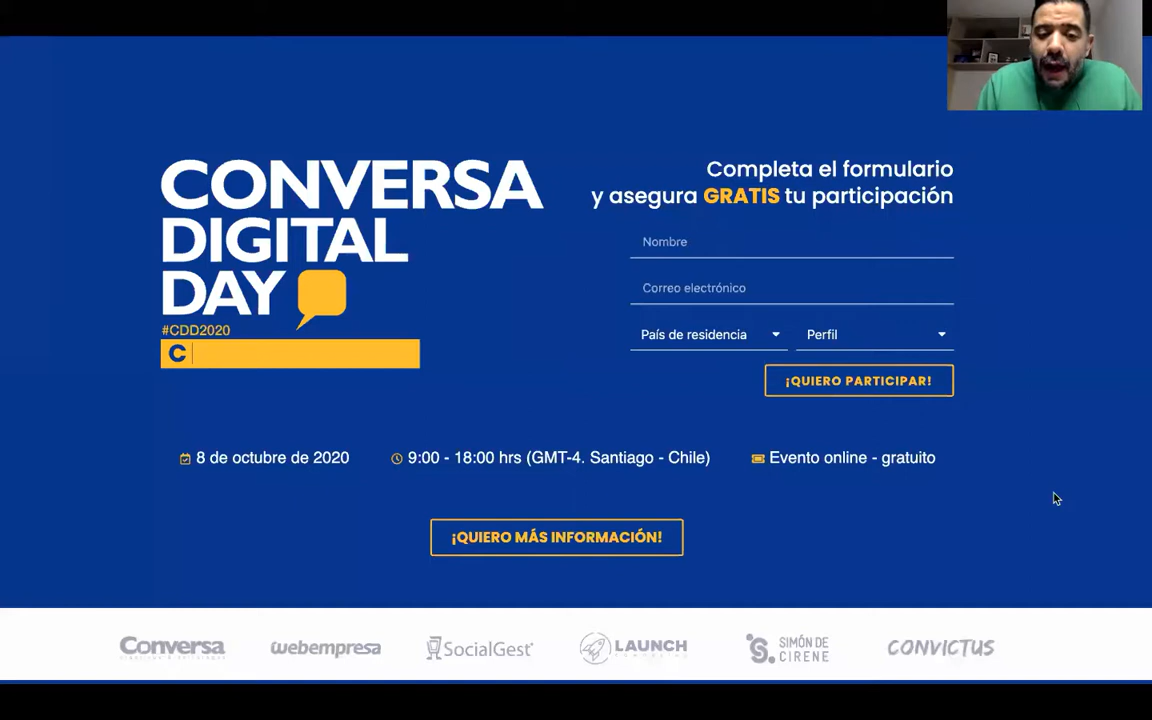 CONVERSA
DIGITAL
DAY
#CDD2020
C
Completa el formulario
y asegura GRATIS tu participación
Nombre
Correo electrónico
País de residencia
Perfil
¡QUIERO PARTICIPAR!
8 de octubre de 2020
9:00 - 18:00 hrs (GMT-4. Santiago - Chile)
Evento online - gratuito
¡QUIERO MÁS INFORMACIÓN!
Conversa
webempresa
SocialGest
LAUNCH
SIMÓN DE
CIRENE
CONVICTUS